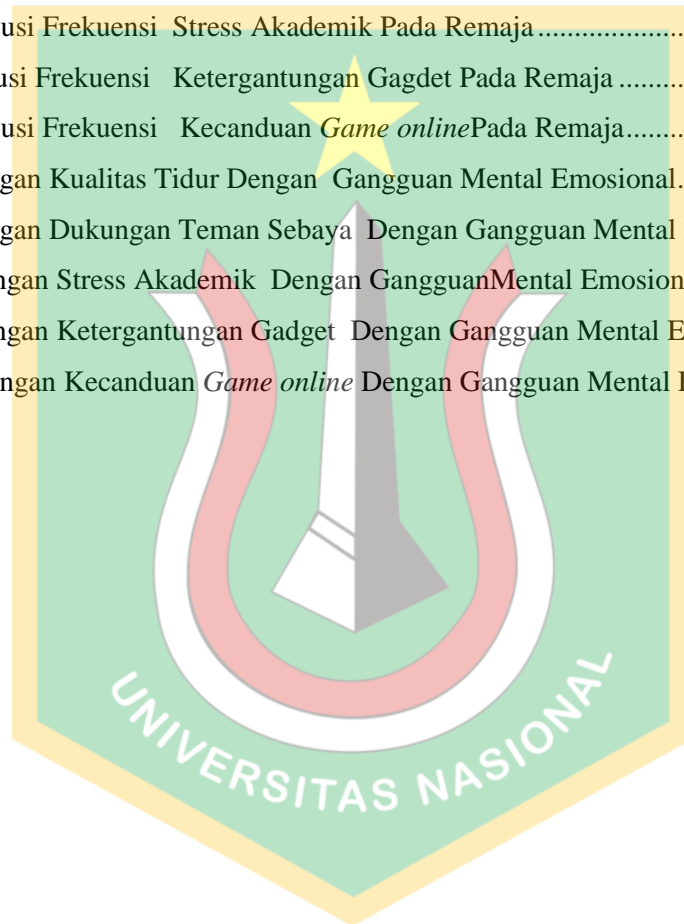 usi Frekuensi Stress Akademik Pada Remaja ...................
usi Frekuensi Ketergantungan Gagdet Pada Remaja .........
usi Frekuensi Kecanduan Game onlinePada Remaja........
gan Kualitas Tidur Dengan Gangguan Mental Emosional.
gan Dukungan Teman Sebaya Dengan Gangguan Mental
ngan Stress Akademik Dengan GangguanMental Emosion
ngan Ketergantungan Gadget Dengan Gangguan Mental E
ngan Kecanduan Game online Dengan Gangguan Mental
UNIVERSITAS NASIONAL